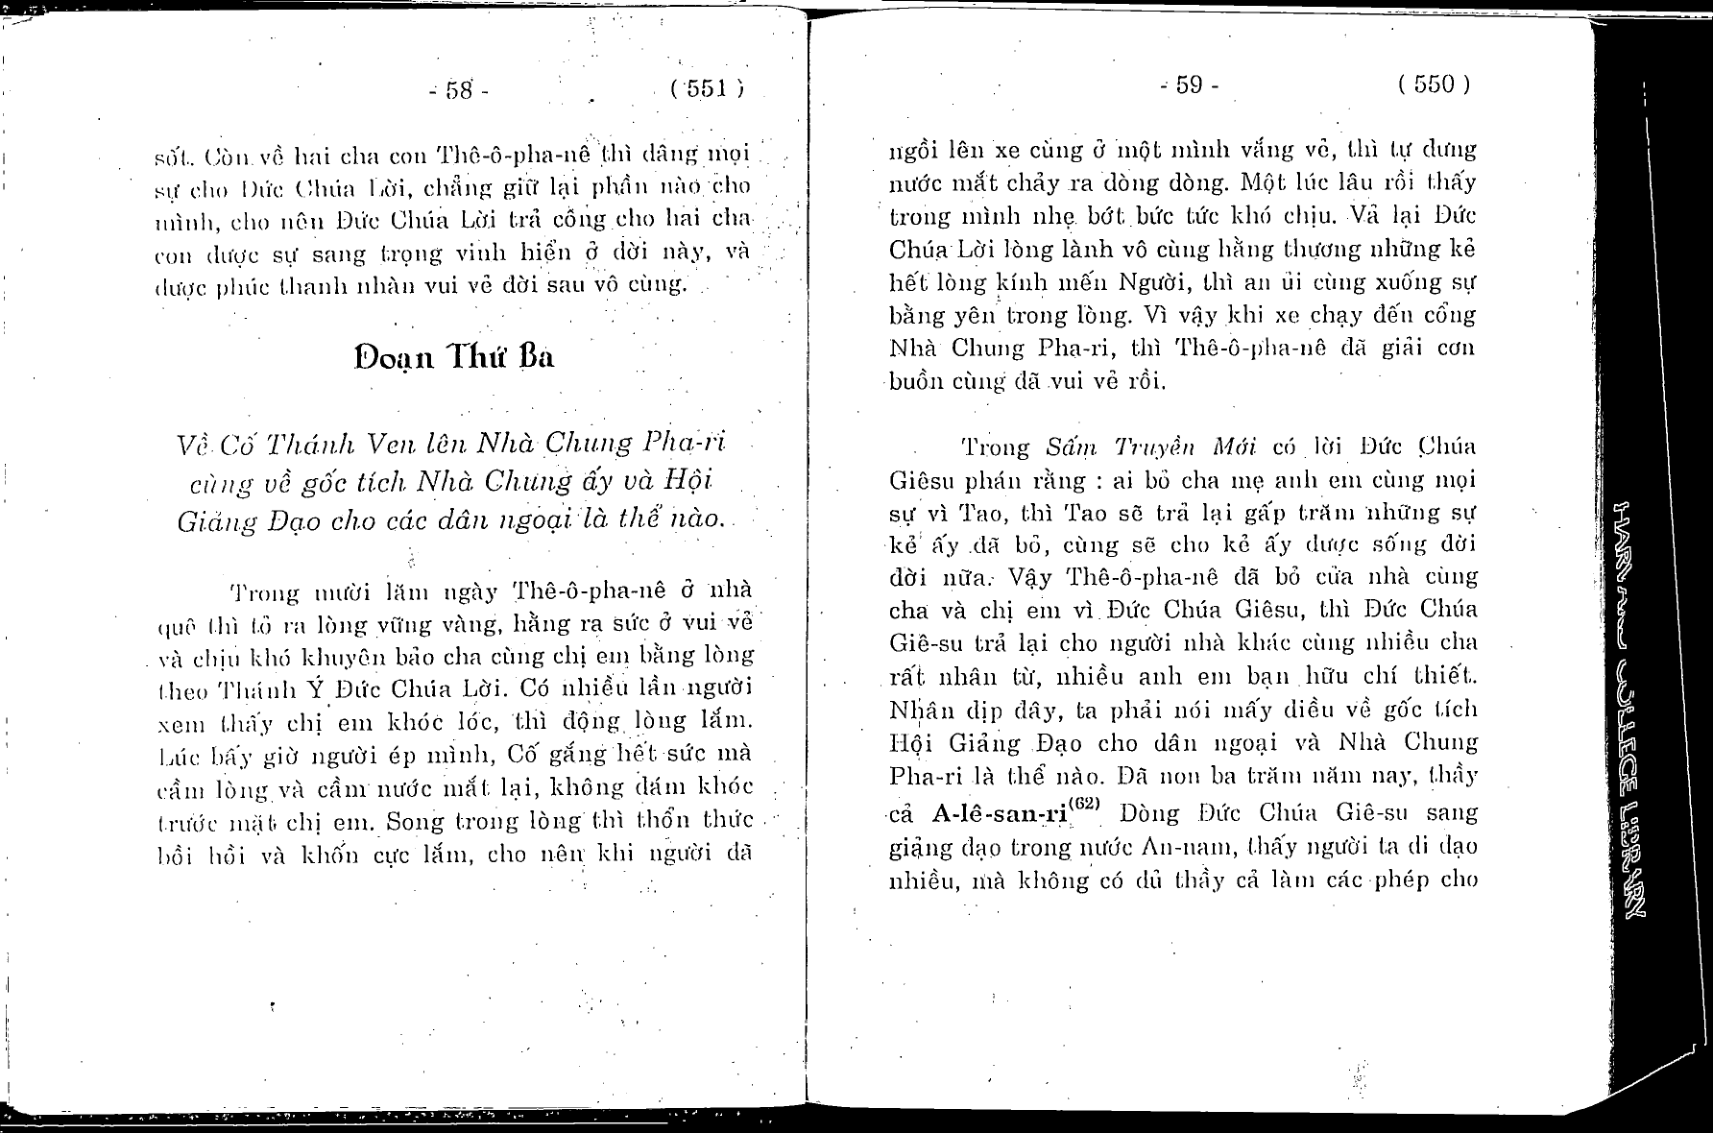 - 58 - (551)
sốt. Còn về hai cha con Thê-ô-pha-nê thì dâng mọi
sự cho Đức Chúa Lời, chẳng giữ lại phần nào cho
mình, cho nên Đức Chúa Lời trả công cho hai cha
con được sự sang trọng vinh hiển ở đời này, và
được phúc thanh nhàn vui vẻ đời sau vô cùng.
Đoạn Thứ Ba
Về Cố Thánh Ven lên Nhà Chung Pha-ri
cùng về gốc tích Nhà Chung ấy và Hội
Giảng Đạo cho các dân ngoại là thể nào.
Trong mười lăm ngày Thê-ô-pha-nê ở nhà
quê thì tỏ ra lòng vững vàng, hằng ra sức ở vui vẻ
và chịu khó khuyên bảo cha cùng chị em bằng lòng
theo Thánh Ý Đức Chúa Lời. Có nhiều lần người
xem thấy chị em khóc lóc, thì động lòng lắm.
Lúc bấy giờ người ép mình, Cố gắng hết sức mà
cầm lòng và cầm nước mắt lại, không dám khóc
trước mặt chị em. Song trong lòng thì thổn thức
bồi hồi và khốn cực lắm, cho nên khi người đã
- 59 - (550)
ngồi lên xe cùng ở một mình vắng vẻ, thì tự dưng
nước mắt chảy ra dòng dòng. Một lúc lâu rồi thấy
trong mình nhẹ bớt bức tức khó chịu. Vả lại Đức
Chúa Lời lòng lành vô cùng hằng thương những kẻ
hết lòng kính mến Người, thì an ủi cùng xuống sự
bằng yên trong lòng. Vì vậy khi xe chạy đến cổng
Nhà Chung Pha-ri, thì Thê-ô-pha-nê đã giải cơn
buồn cùng đã vui vẻ rồi.
Trong Sấm Truyền Mới có lời Đức Chúa
Giêsu phán rằng : ai bỏ cha mẹ anh em cùng mọi
sự vì Tao, thì Tao sẽ trả lại gấp trăm những sự
kẻ ấy đã bỏ, cùng sẽ cho kẻ ấy được sống đời
đời nữa. Vậy Thê-ô-pha-nê đã bỏ cửa nhà cùng
cha và chị em vì Đức Chúa Giêsu, thì Đức Chúa
Giê-su trả lại cho người nhà khác cùng nhiều cha
rất nhân từ, nhiều anh em bạn hữu chí thiết.
Nhân dịp đây, ta phải nói mấy điều về gốc tích
Hội Giảng Đạo cho dân ngoại và Nhà Chung
Pha-ri là thể nào. Đã non ba trăm năm nay, thầy
cả A-lê-san-ri(62) Dòng Đức Chúa Giê-su sang
giảng đạo trong nước An-nam, thấy người ta đi đạo
nhiều, mà không có đủ thầy cả làm các phép cho
HARVARD COLLEGE LIBRARY